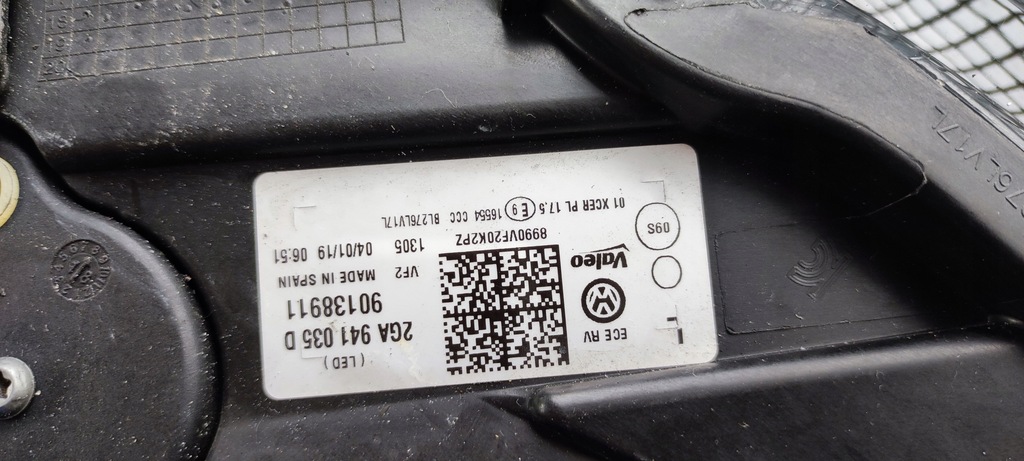 ECE RV
(LED)
2GA 941 035 D
90138911
Valeo
VF2 MADE IN SPAIN
1305 04/01/19 06:51
8990VF20K2PZ
09S
01 XCER PL 17.5 E9 16554 CCC BL276LV17L